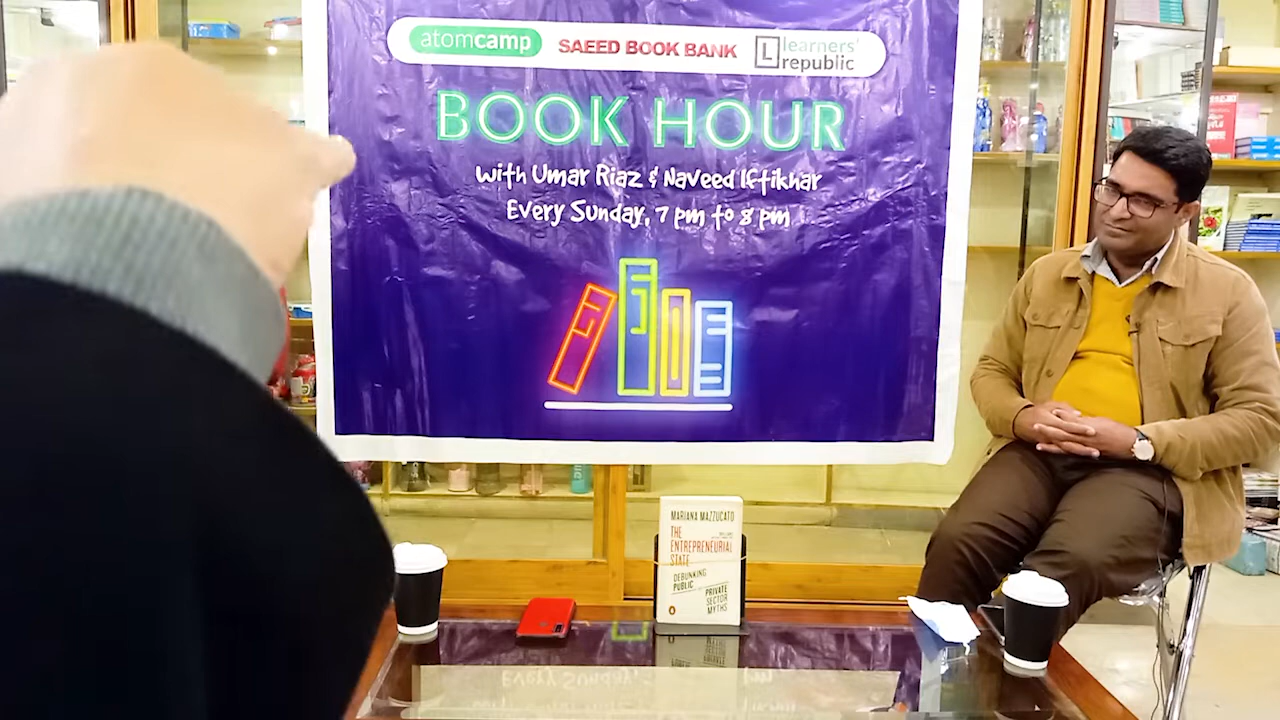 atomcamp SAEED BOOK BANK learners' republic
BOOK HOUR
with Umar Riaz & Naveed Iftikhar
Every Sunday, 7 pm to 8 pm
MARIANA MAZZUCATO
THE
ENTREPRENEURIAL
STATE
DEBUNKING
PUBLIC
PRIVATE
SECTOR
MYTHS